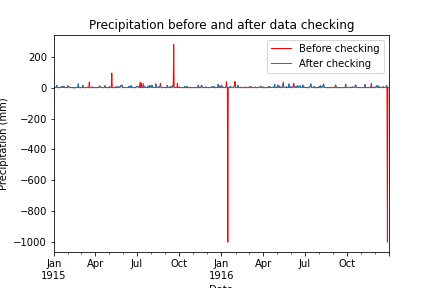 Precipitation before and after data checking
Before checking
After checking
Precipitation (mm)
200
0
−200
−400
−600
−800
−1000
Jan
1915
Apr
Jul
Oct
Jan
1916
Apr
Jul
Oct
Date